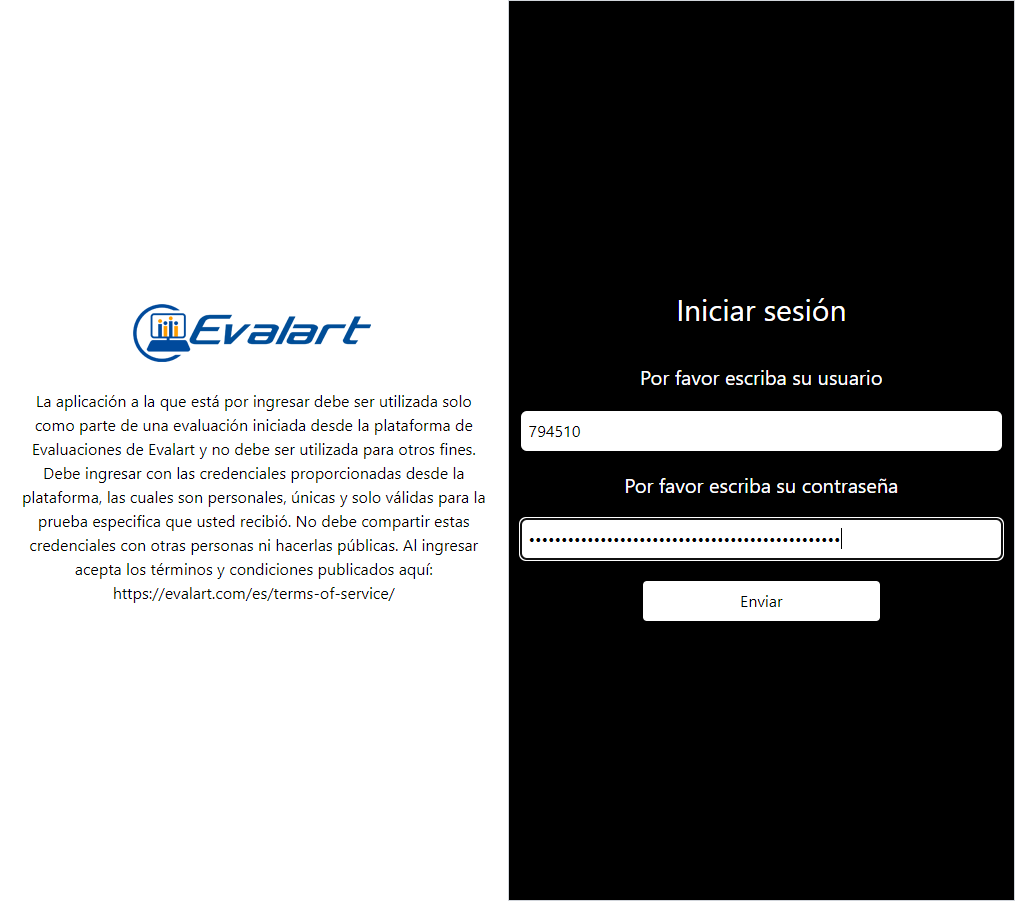 Evalart
La aplicación a la que está por ingresar debe ser utilizada solo
como parte de una evaluación iniciada desde la plataforma de
Evaluaciones de Evalart y no debe ser utilizada para otros fines.
Debe ingresar con las credenciales proporcionadas desde la
plataforma, las cuales son personales, únicas y solo válidas para la
prueba especifica que usted recibió. No debe compartir estas
credenciales con otras personas ni hacerlas públicas. Al ingresar
acepta los términos y condiciones publicados aquí:
https://evalart.com/es/terms-of-service/
Iniciar sesión
Por favor escriba su usuario
794510
Por favor escriba su contraseña
Enviar